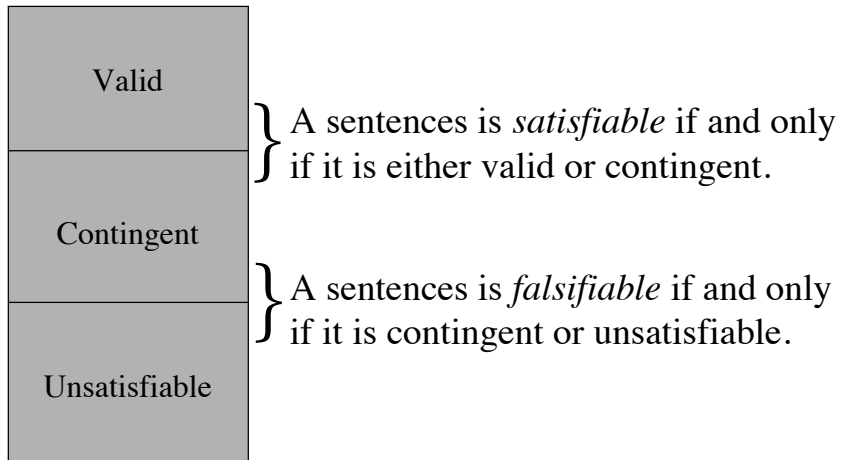 Valid
A sentences is satisfiable if and only
if it is either valid or contingent.
Contingent
A sentences is falsifiable if and only
if it is contingent or unsatisfiable.
Unsatisfiable